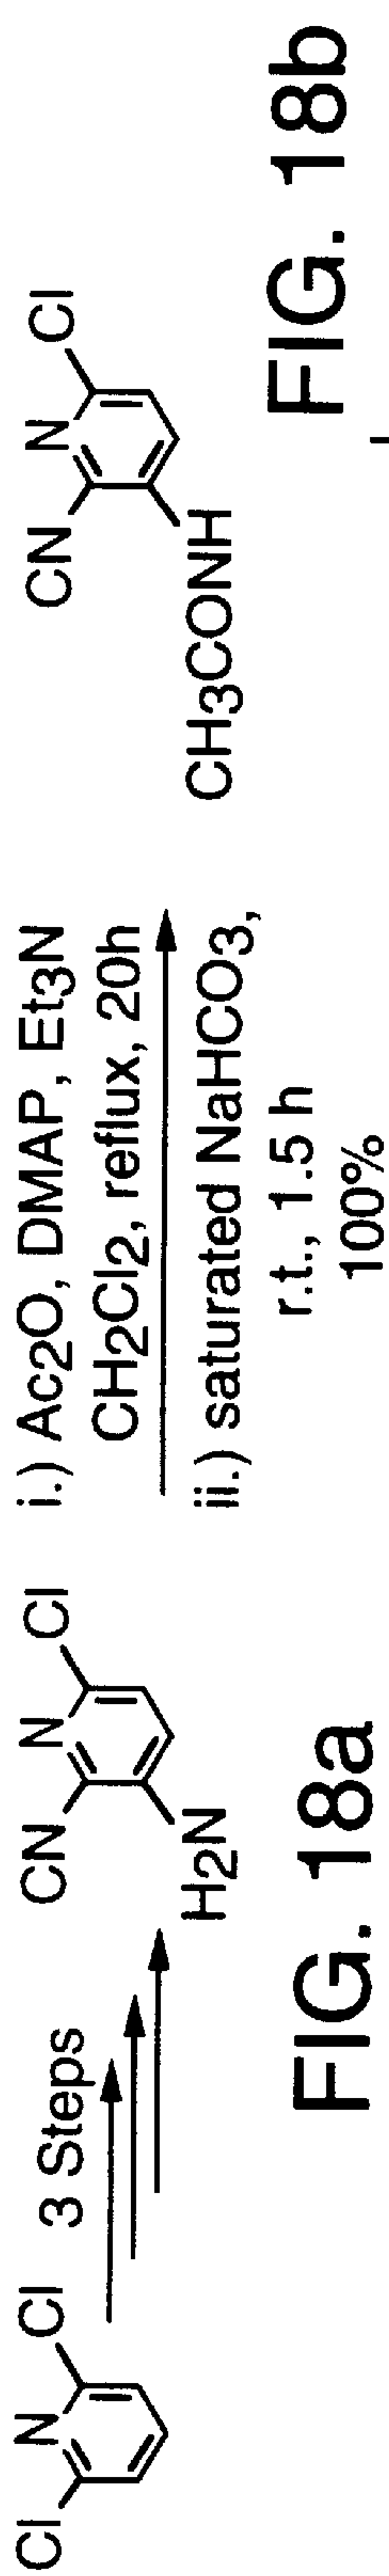 Cl
N
Cl
3 Steps
CN
N
Cl
H2N
FIG. 18a
i.) Ac2O, DMAP, Et3N
CH2Cl2, reflux, 20h
ii.) saturated NaHCO3,
r.t., 1.5 h
100%
CN
N
Cl
CH3CONH
FIG. 18b